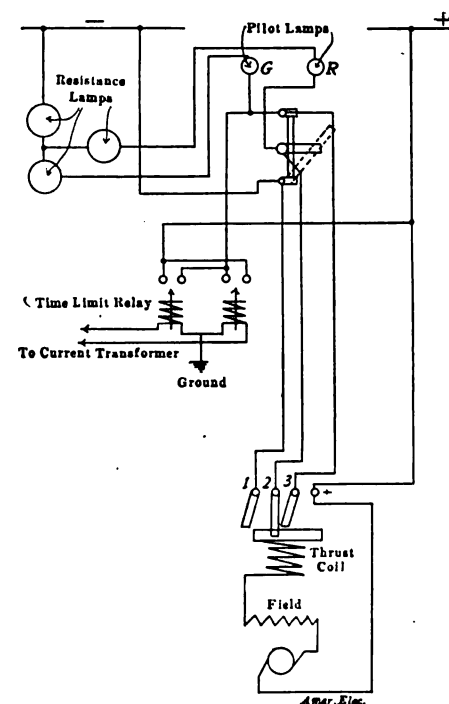 − +
Pilot Lamps
G R
Resistance
Lamps
( Time Limit Relay
To Current Transformer
Ground
1 2 3 +
Thrust
Coil
Field
Amer. Elec.